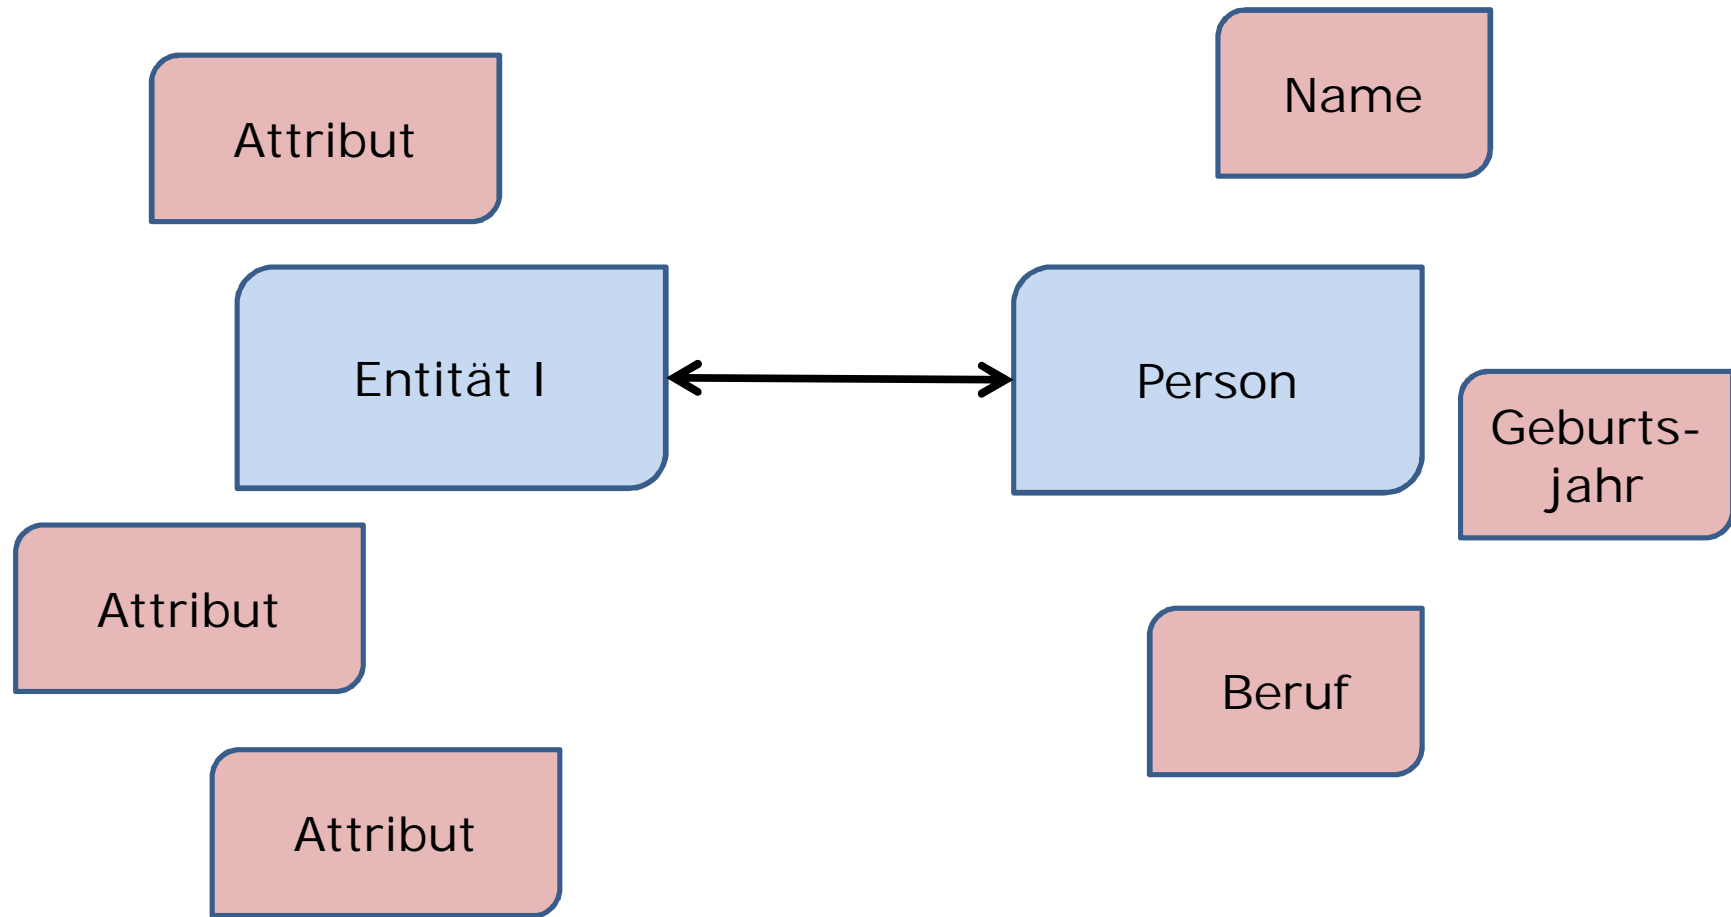 Name
Attribut
Entität I
Person
Geburts-
jahr
Attribut
Beruf
Attribut